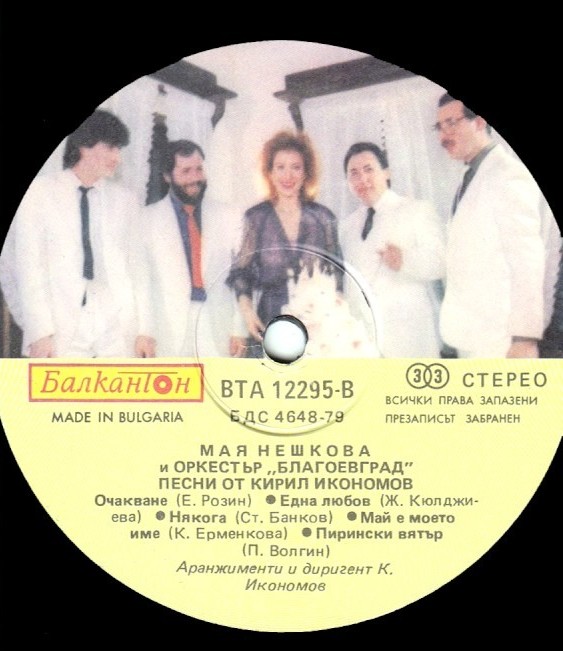 Балкантон
ВТА 12295-В
33 СТЕРЕО
MADE IN BULGARIA
БДС 4648-79
ВСИЧКИ ПРАВА ЗАПАЗЕНИ
ПРЕЗАПИСЪТ ЗАБРАНЕН
МАЯ НЕШКОВА
и ОРКЕСТЪР „БЛАГОЕВГРАД"
ПЕСНИ ОТ КИРИЛ ИКОНОМОВ
Очакване (Е. Розин) ● Една любов (Ж. Кюлджи-
ева) ● Някога (Ст. Банков) ● Май е моето
име (К. Ерменкова) ● Пирински вятър
(П. Волгин)
Аранжименти и диригент К.
Икономов